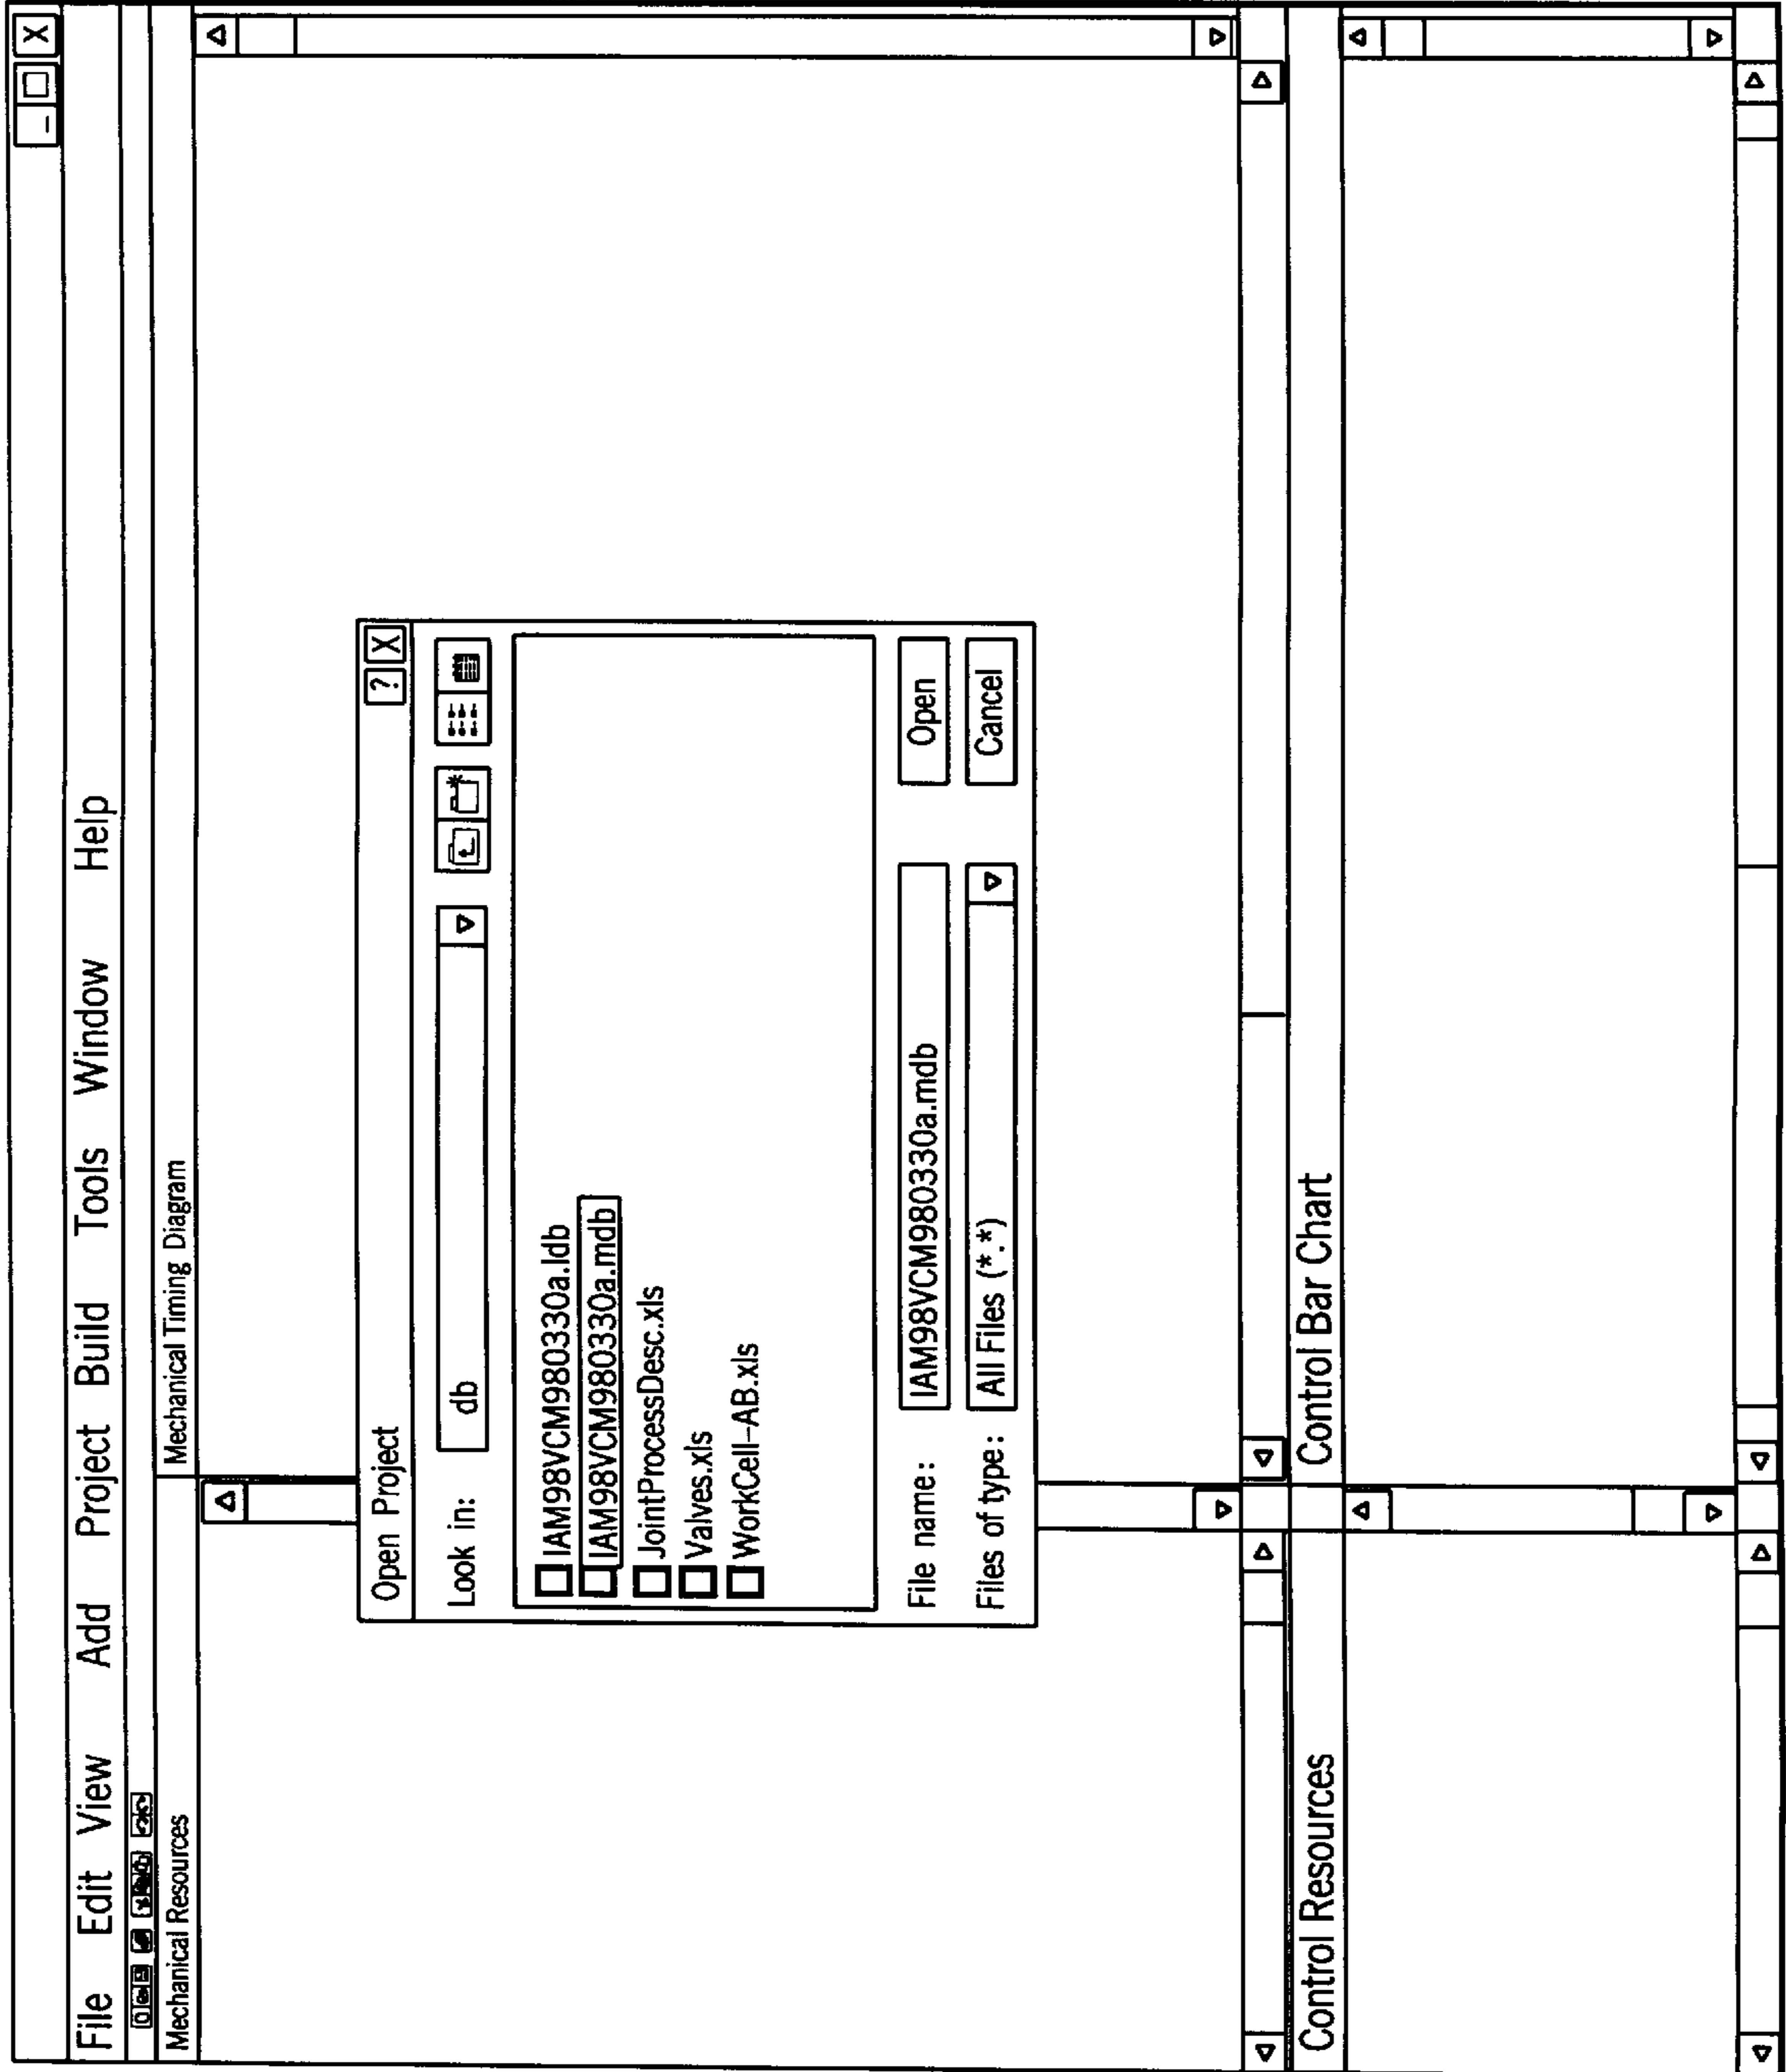 File Edit View Add Project Build Tools Window Help
Mechanical Resources
Mechanical Timing Diagram
Open Project
? X
Look in: db
IAM98VCM980330a.ldb
IAM98VCM980330a.mdb
JointProcessDesc.xls
Valves.xls
WorkCell-AB.xls
File name: IAM98VCM980330a.mdb Open
Files of type: All Files (*.*) Cancel
Control Resources
Control Bar Chart